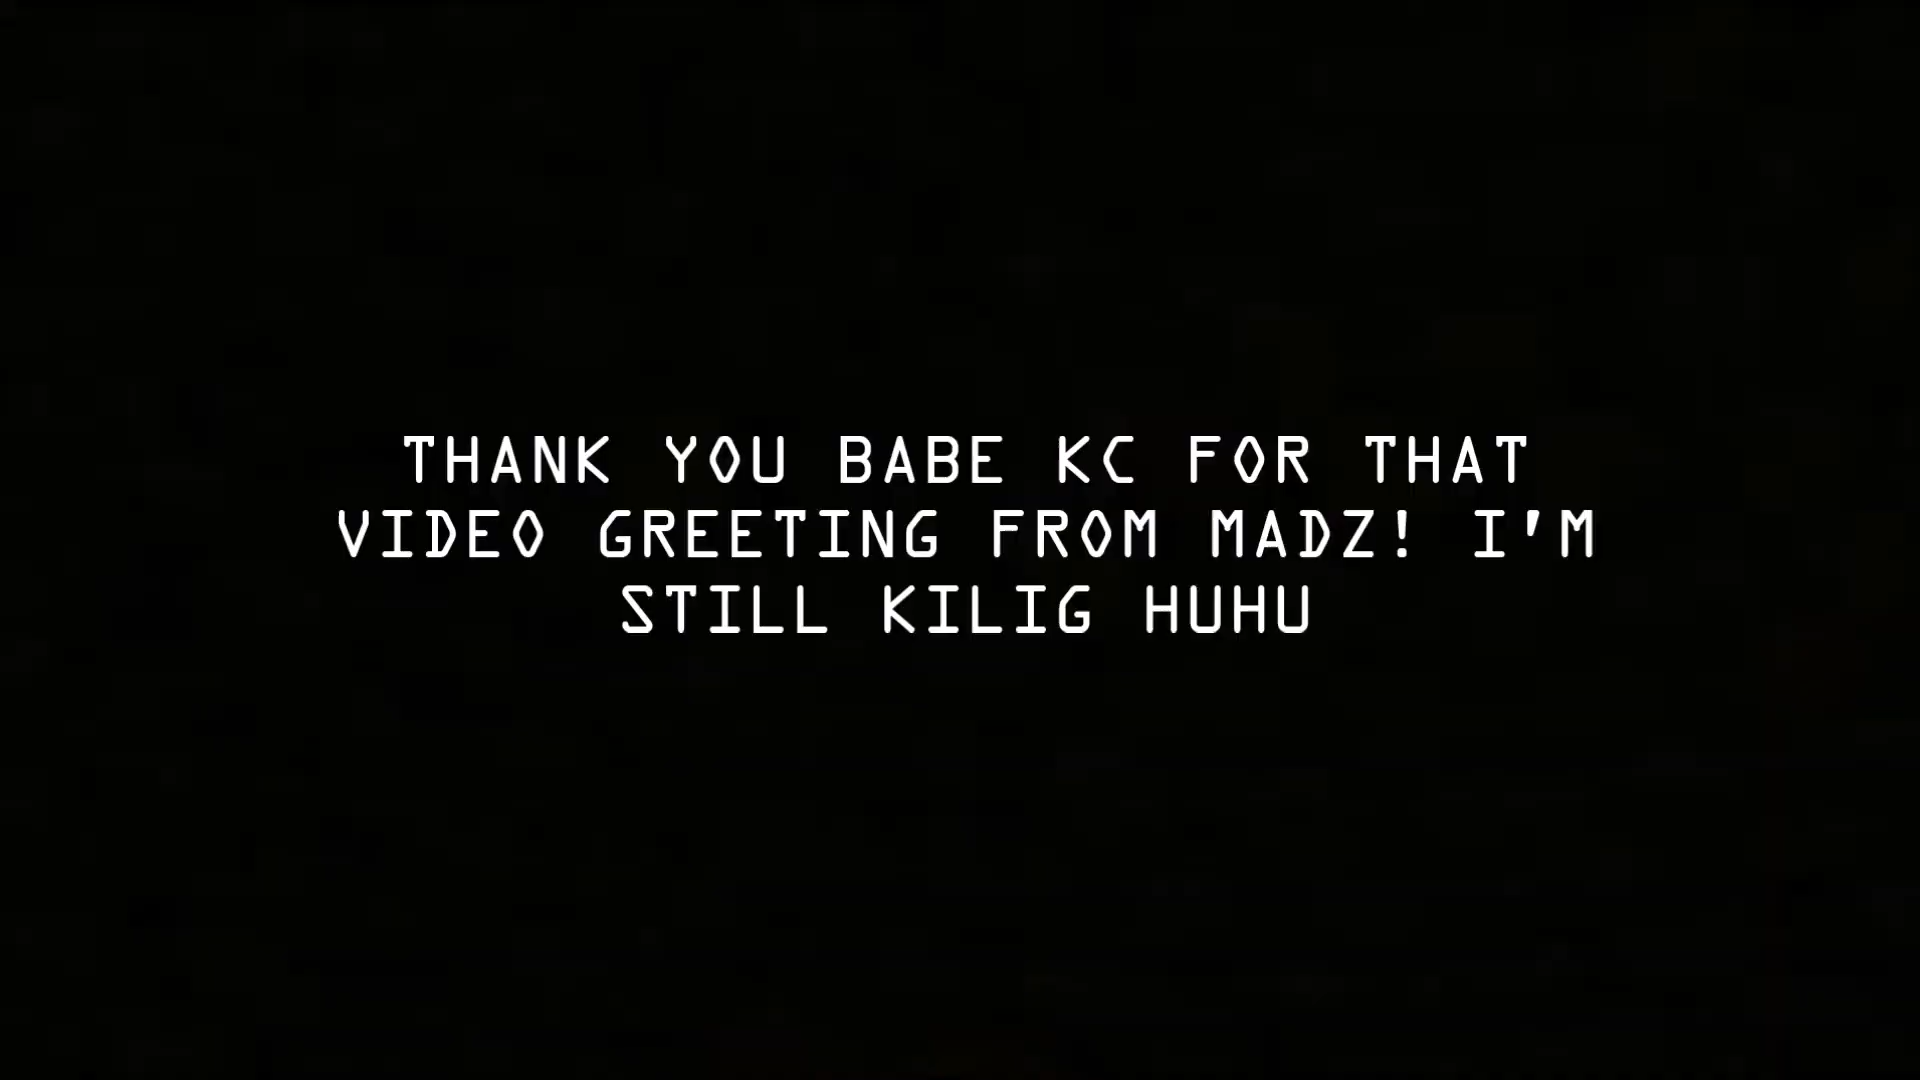 THANK YOU BABE KC FOR THAT
VIDEO GREETING FROM MADZ! I'M
STILL KILIG HUHU